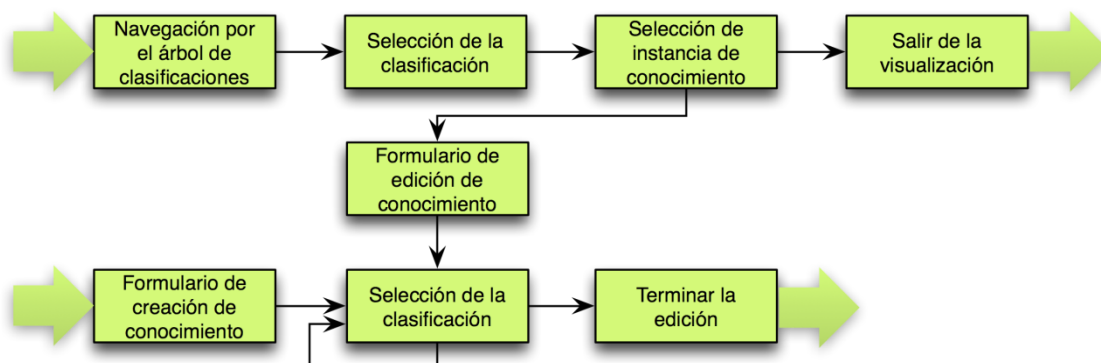 Navegación por
el árbol de
clasificaciones
Selección de la
clasificación
Selección de
instancia de
conocimiento
Salir de la
visualización
Formulario de
edición de
conocimiento
Formulario de
creación de
conocimiento
Selección de la
clasificación
Terminar la
edición